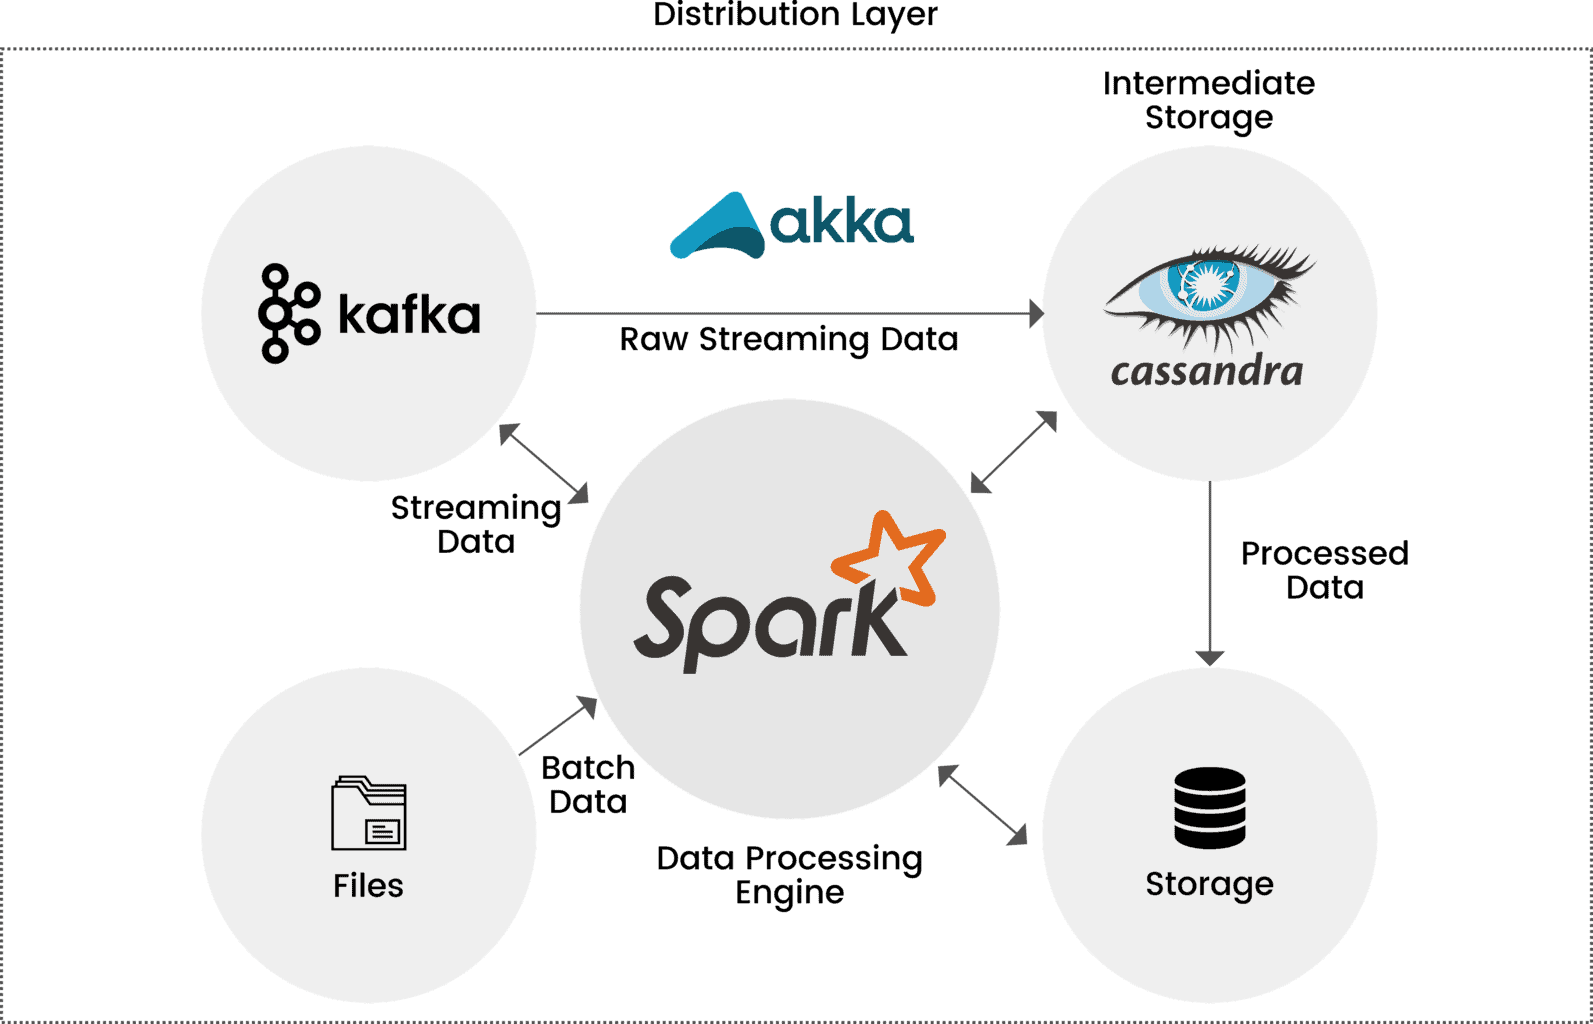 Distribution Layer
Intermediate
Storage
akka
kafka
Raw Streaming Data
cassandra
Streaming
Data
Spark
Processed
Data
Batch
Data
Files
Data Processing
Engine
Storage